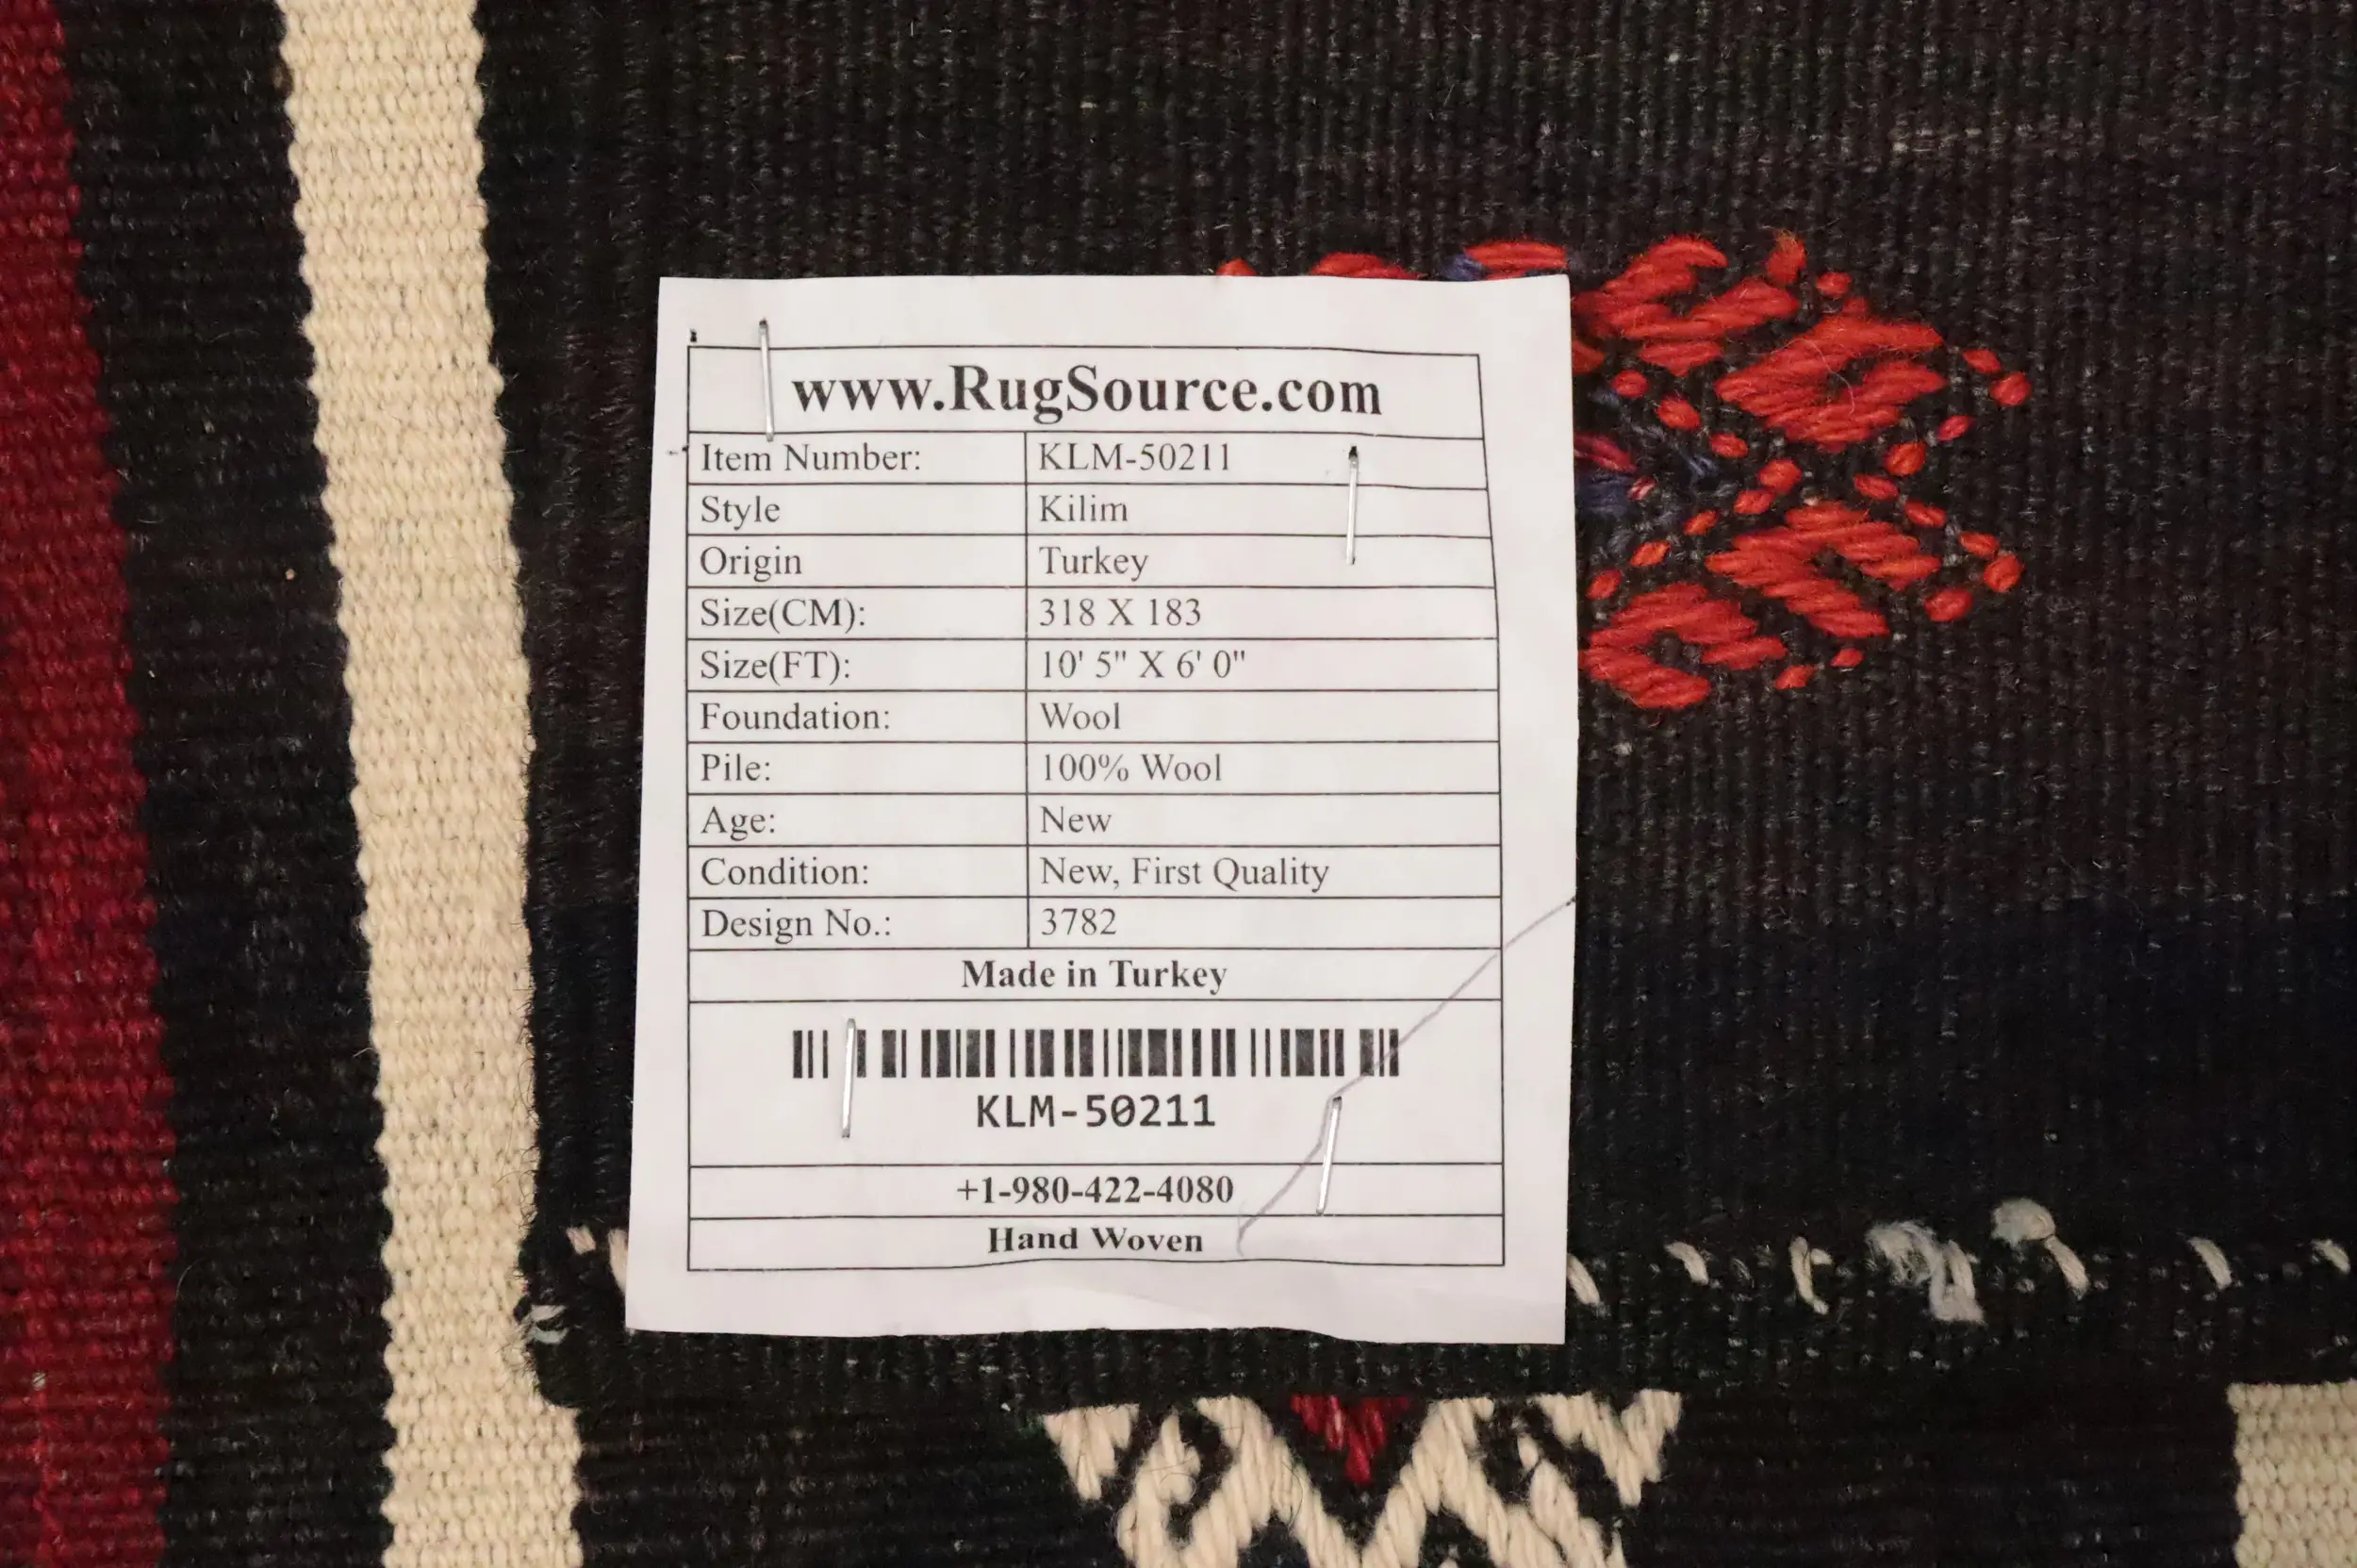 www.RugSource.com
Item Number: KLM-50211
Style Kilim
Origin Turkey
Size(CM): 318 X 183
Size(FT): 10' 5" X 6' 0"
Foundation: Wool
Pile: 100% Wool
Age: New
Condition: New, First Quality
Design No.: 3782
Made in Turkey
KLM-50211
+1-980-422-4080
Hand Woven